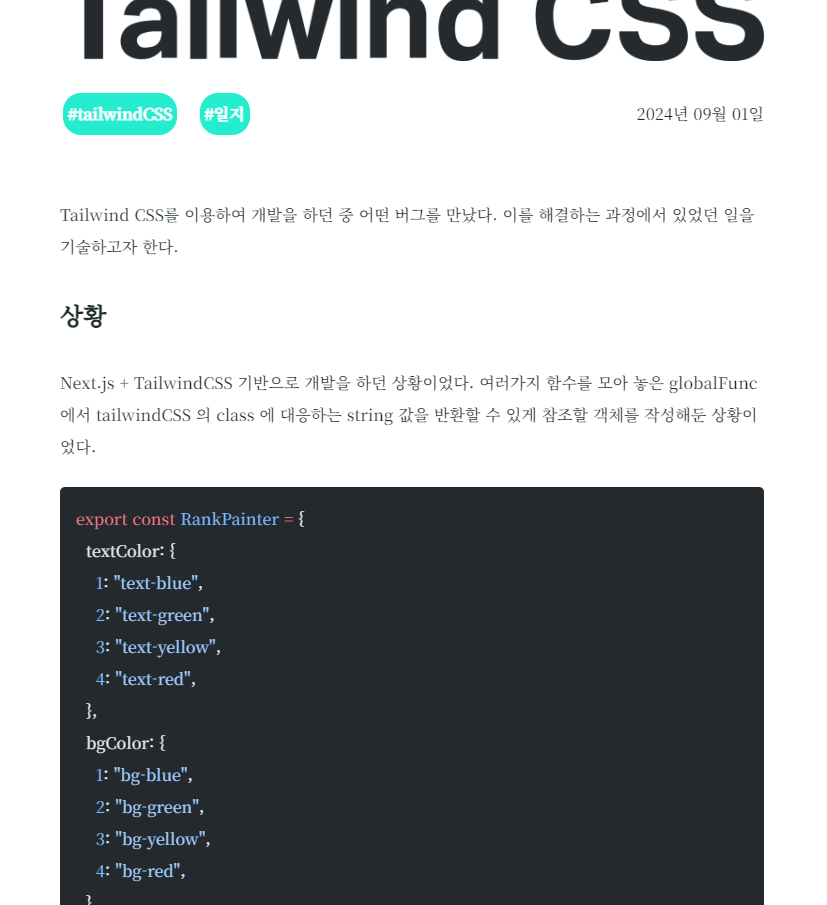 Tailwind CSS
#tailwindCSS #일지 2024년 09월 01일
Tailwind CSS를 이용하여 개발을 하던 중 어떤 버그를 만났다. 이를 해결하는 과정에서 있었던 일을
기술하고자 한다.
상황
Next.js + TailwindCSS 기반으로 개발을 하던 상황이었다. 여러가지 함수를 모아 놓은 globalFunc
에서 tailwindCSS 의 class 에 대응하는 string 값을 반환할 수 있게 참조할 객체를 작성해둔 상황이
었다.
export const RankPainter = {
textColor: {
1: "text-blue",
2: "text-green",
3: "text-yellow",
4: "text-red",
},
bgColor: {
1: "bg-blue",
2: "bg-green",
3: "bg-yellow",
4: "bg-red",
}